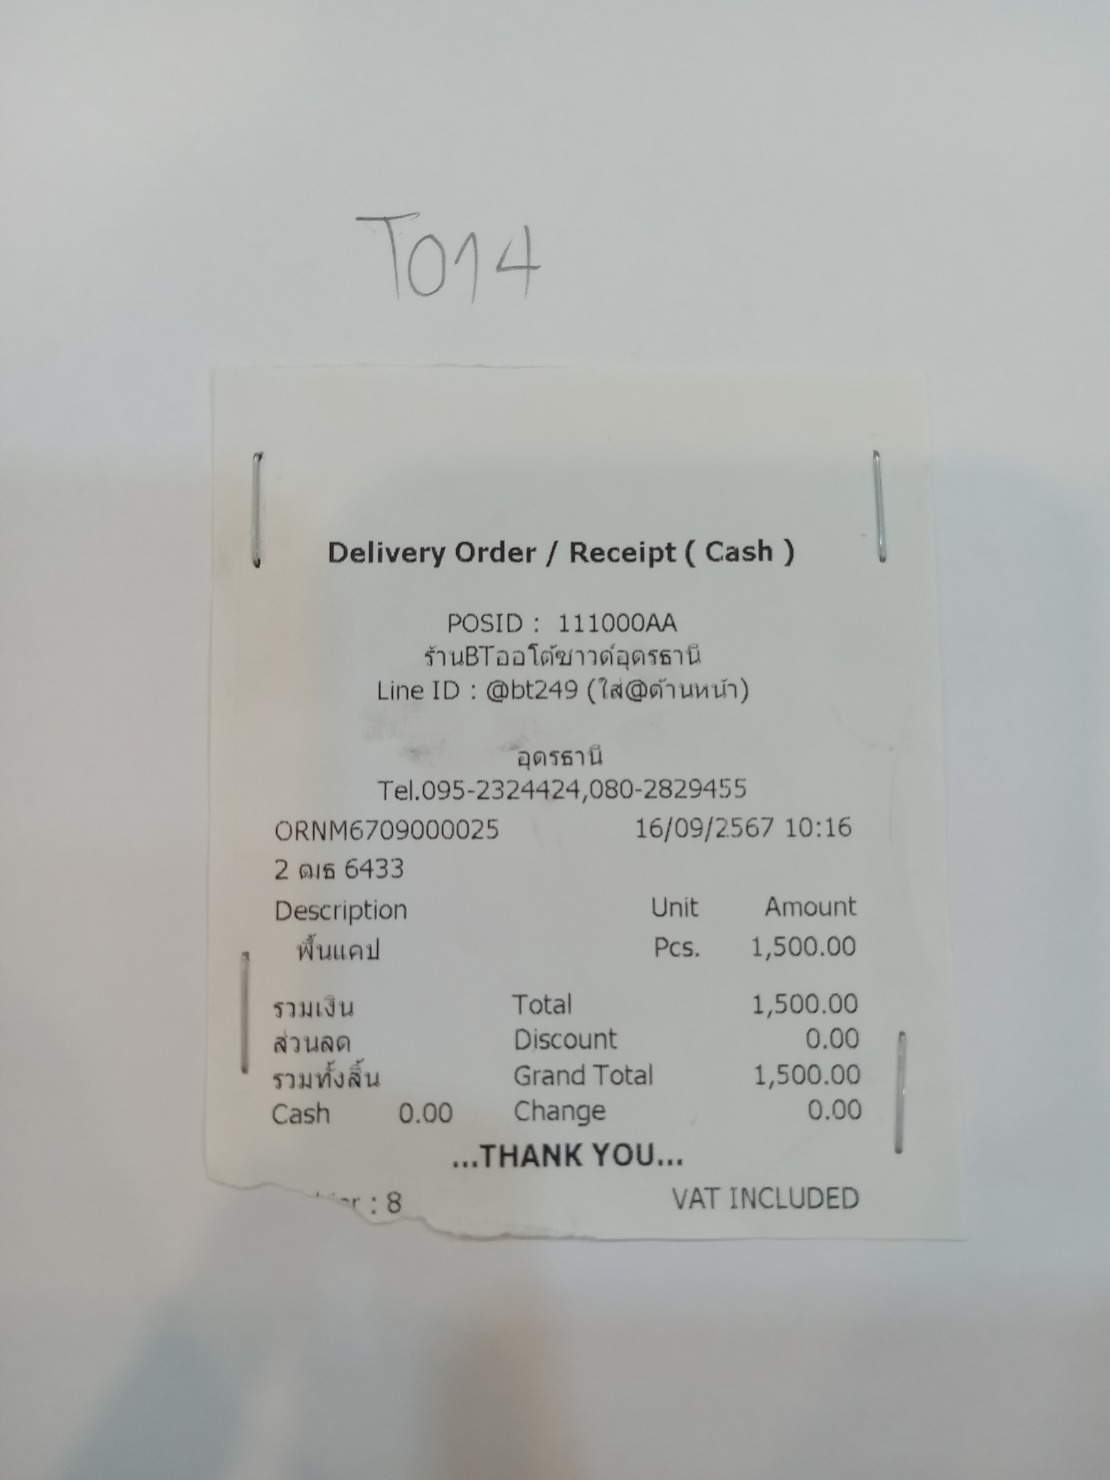 T014
Delivery Order / Receipt ( Cash )
POSID : 111000AA
ร้านBTออโต้ซาวด์อุดรธานี
Line ID : @bt249 (ใส่@ด้านหน้า)
อุดรธานี
Tel.095-2324424,080-2829455
ORNM6709000025 16/09/2567 10:16
2 ฒธ 6433
Description Unit Amount
พื้นแคป Pcs. 1,500.00
รวมเงิน Total 1,500.00
ส่วนลด Discount 0.00
รวมทั้งสิ้น Grand Total 1,500.00
Cash 0.00 Change 0.00
...THANK YOU...
: 8 VAT INCLUDED